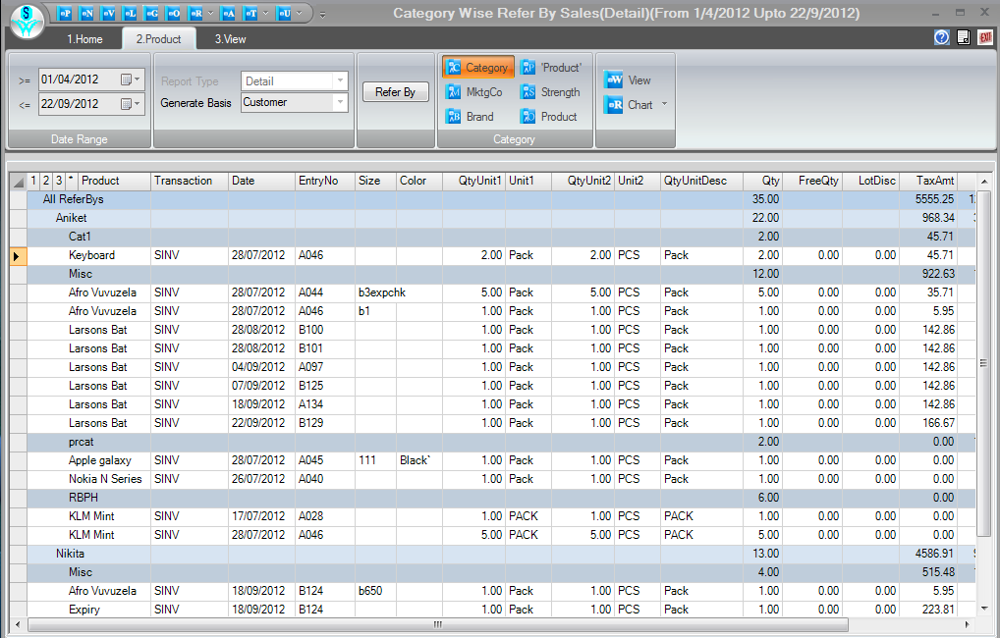 S W P N V L G O R A T U Category Wise Refer By Sales(Detail)(From 1/4/2012 Upto 22/9/2012)
1.Home 2.Product 3.View ? EXIT
>= 01/04/2012 Report Type Detail Refer By Category 'Product' View
<= 22/09/2012 Generate Basis Customer MktgCo Strength Chart
Brand Product
Date Range Category
1 2 3 * Product Transaction Date EntryNo Size Color QtyUnit1 Unit1 QtyUnit2 Unit2 QtyUnitDesc Qty FreeQty LotDisc TaxAmt
All ReferBys 35.00 5555.25
Aniket 22.00 968.34
Cat1 2.00 45.71
Keyboard SINV 28/07/2012 A046 2.00 Pack 2.00 PCS Pack 2.00 0.00 0.00 45.71
Misc 12.00 922.63
Afro Vuvuzela SINV 28/07/2012 A044 b3expchk 5.00 Pack 5.00 PCS Pack 5.00 0.00 0.00 35.71
Afro Vuvuzela SINV 28/07/2012 A046 b1 1.00 Pack 1.00 PCS Pack 1.00 0.00 0.00 5.95
Larsons Bat SINV 28/08/2012 B100 1.00 Pack 1.00 PCS Pack 1.00 0.00 0.00 142.86
Larsons Bat SINV 28/08/2012 B101 1.00 Pack 1.00 PCS Pack 1.00 0.00 0.00 142.86
Larsons Bat SINV 04/09/2012 A097 1.00 Pack 1.00 PCS Pack 1.00 0.00 0.00 142.86
Larsons Bat SINV 07/09/2012 B125 1.00 Pack 1.00 PCS Pack 1.00 0.00 0.00 142.86
Larsons Bat SINV 18/09/2012 A134 1.00 Pack 1.00 PCS Pack 1.00 0.00 0.00 142.86
Larsons Bat SINV 22/09/2012 B129 1.00 Pack 1.00 PCS Pack 1.00 0.00 0.00 166.67
prcat 2.00 0.00
Apple galaxy SINV 28/07/2012 A045 111 Black` 1.00 Pack 1.00 PCS Pack 1.00 0.00 0.00 0.00
Nokia N Series SINV 26/07/2012 A040 1.00 Pack 1.00 PCS Pack 1.00 0.00 0.00 0.00
RBPH 6.00 0.00
KLM Mint SINV 17/07/2012 A028 1.00 PACK 1.00 PCS PACK 1.00 0.00 0.00 0.00
KLM Mint SINV 28/07/2012 A046 5.00 PACK 5.00 PCS PACK 5.00 0.00 0.00 0.00
Nikita 13.00 4586.91
Misc 4.00 515.48
Afro Vuvuzela SINV 18/09/2012 B124 b650 1.00 Pack 1.00 PCS Pack 1.00 0.00 0.00 5.95
Expiry SINV 18/09/2012 B124 1.00 Pack 1.00 PCS Pack 1.00 0.00 0.00 223.81